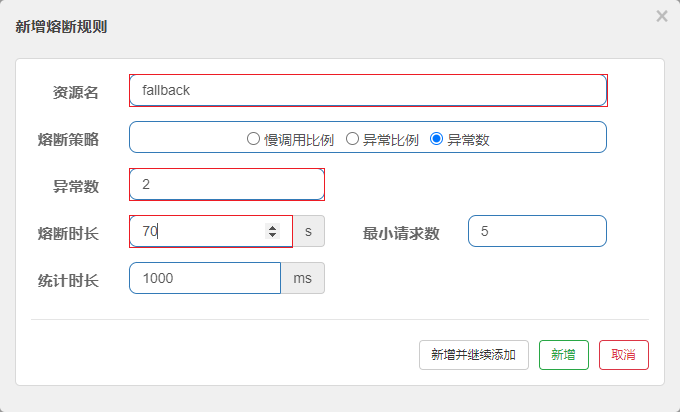 新增熔断规则
×
资源名 fallback
熔断策略 慢调用比例 异常比例 异常数
异常数 2
熔断时长 70 s 最小请求数 5
统计时长 1000 ms
新增并继续添加 新增 取消